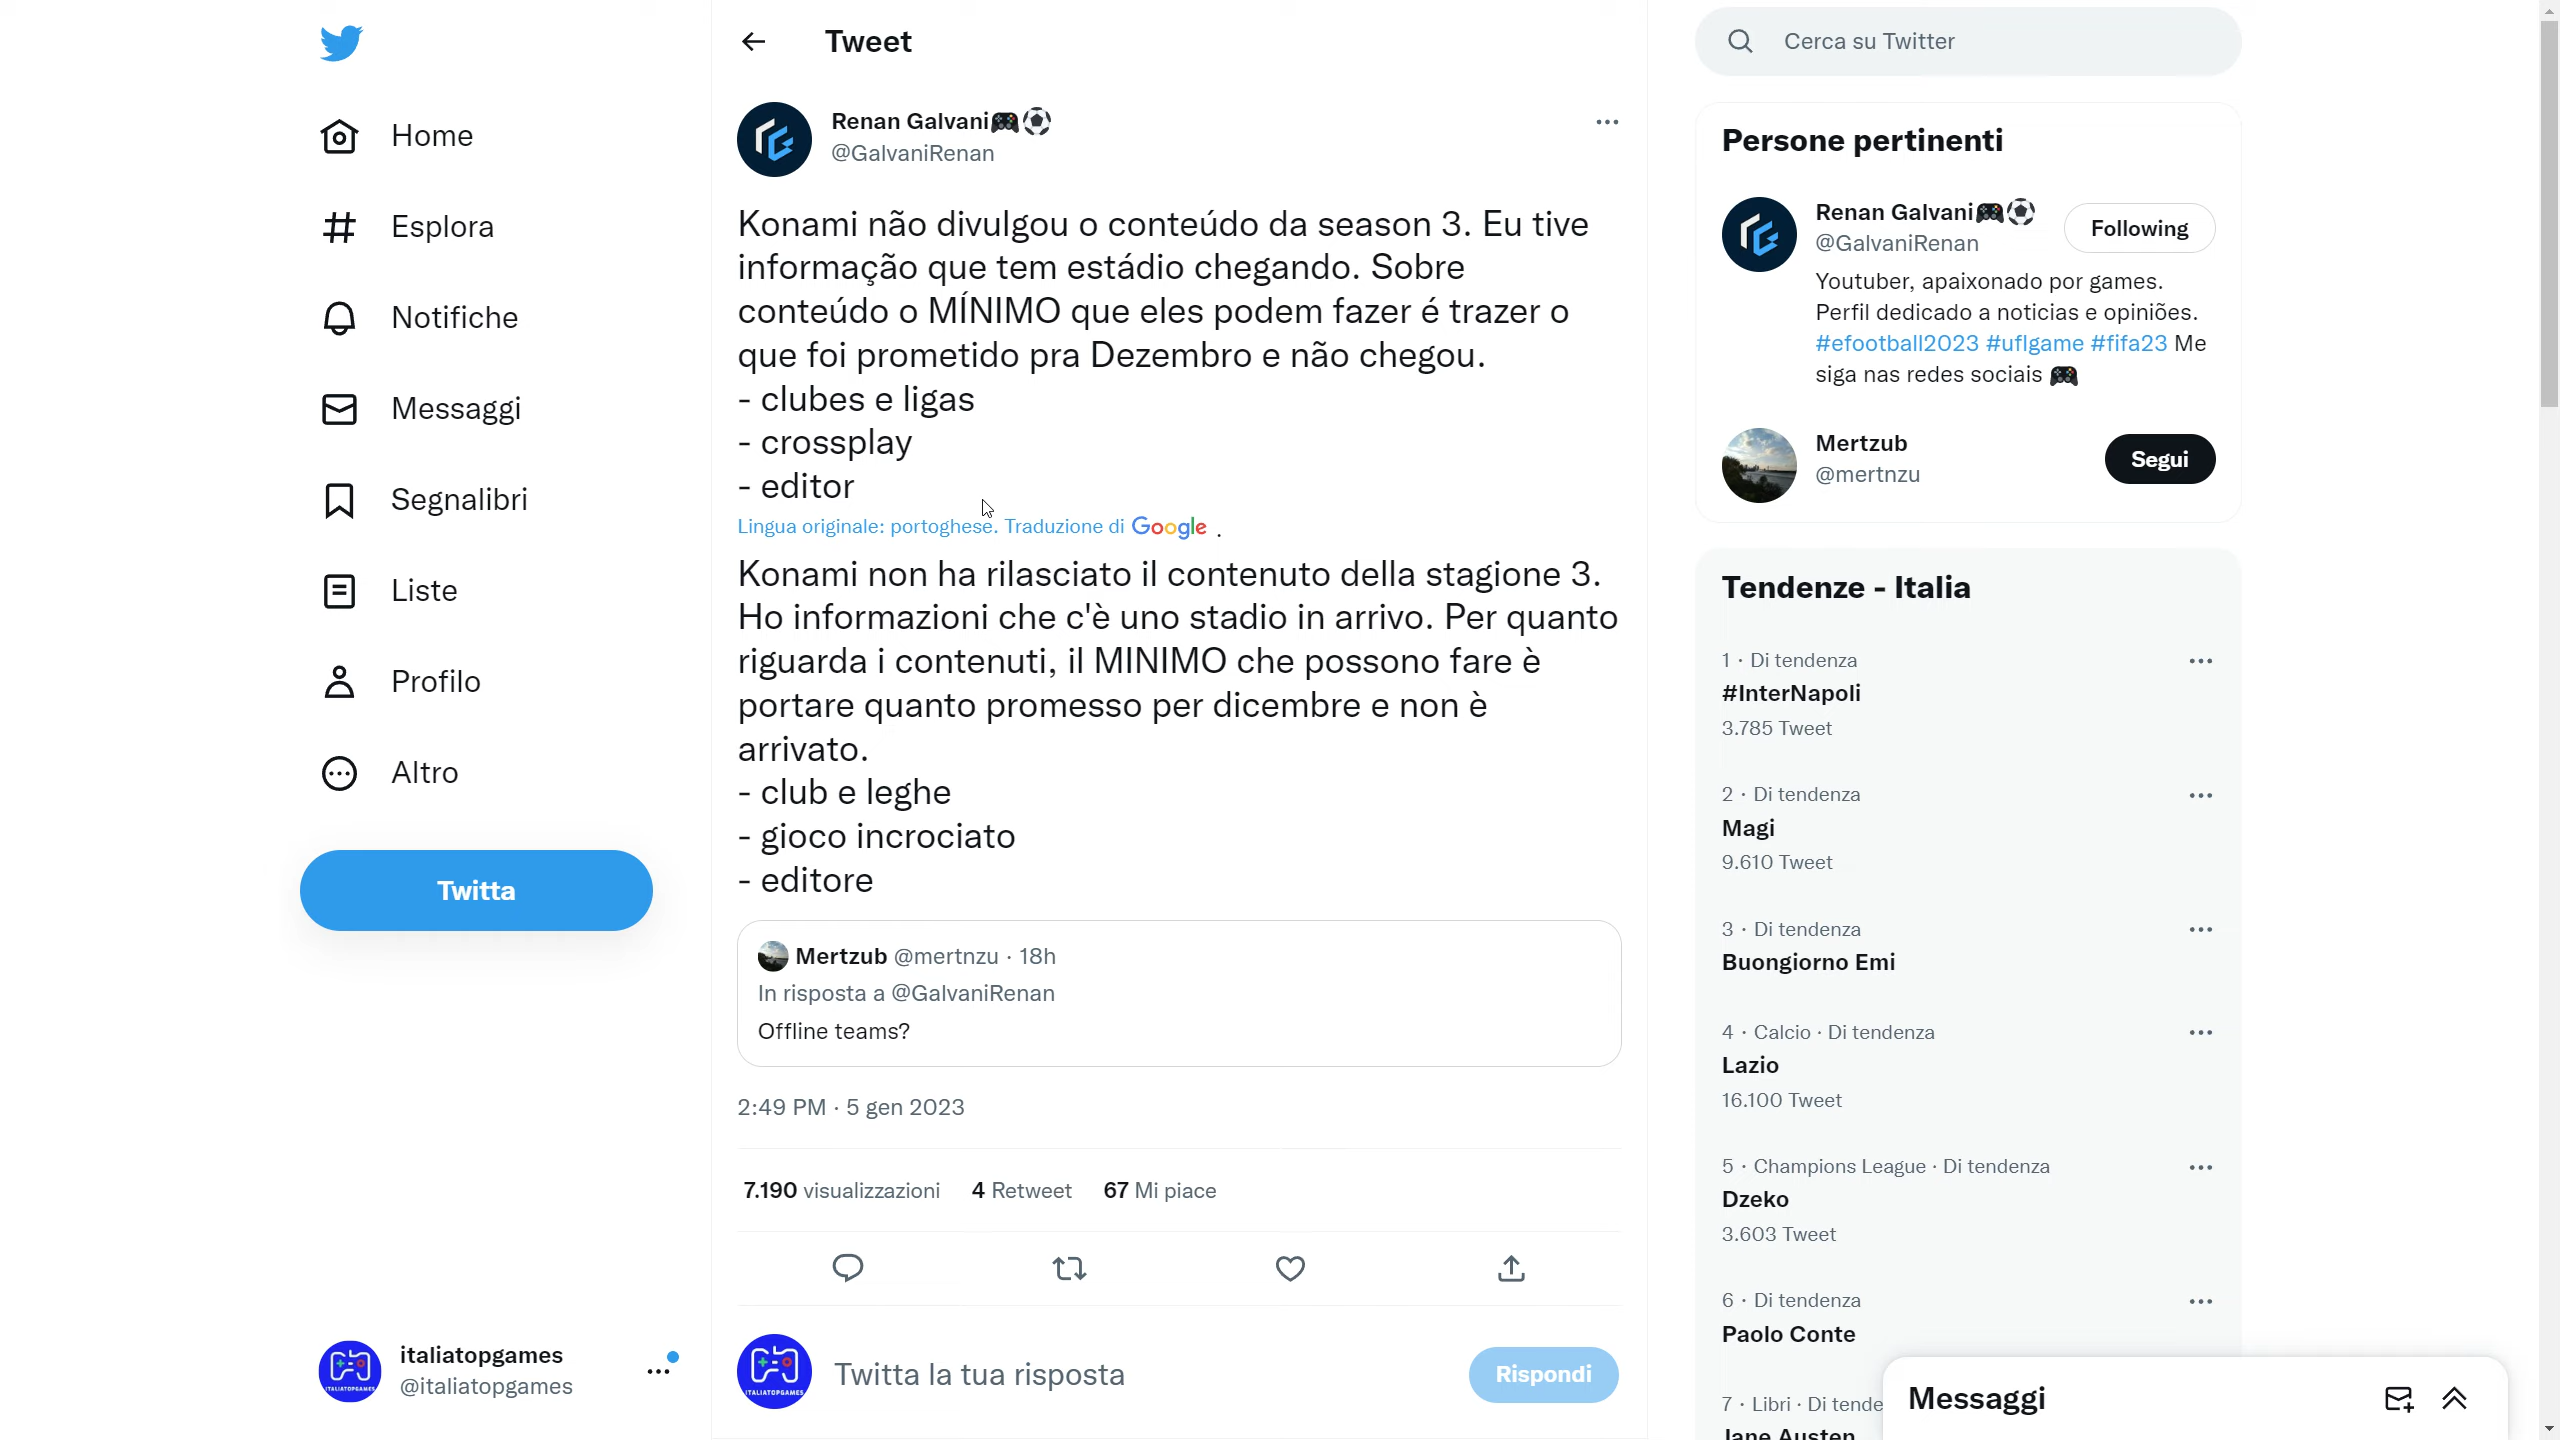 Home
Esplora
Notifiche
Messaggi
Segnalibri
Liste
Profilo
Altro
Twitta
italiatopgames
@italiatopgames
Tweet
Renan Galvani🎮⚽
@GalvaniRenan
Konami não divulgou o conteúdo da season 3. Eu tive
informação que tem estádio chegando. Sobre
conteúdo o MÍNIMO que eles podem fazer é trazer o
que foi prometido pra Dezembro e não chegou.
- clubes e ligas
- crossplay
- editor
Lingua originale: portoghese. Traduzione di Google .
Konami non ha rilasciato il contenuto della stagione 3.
Ho informazioni che c'è uno stadio in arrivo. Per quanto
riguarda i contenuti, il MINIMO che possono fare è
portare quanto promesso per dicembre e non è
arrivato.
- club e leghe
- gioco incrociato
- editore
Mertzub @mertnzu · 18h
In risposta a @GalvaniRenan
Offline teams?
2:49 PM · 5 gen 2023
7.190 visualizzazioni 4 Retweet 67 Mi piace
ITALIATOPGAMES
Twitta la tua risposta
Rispondi
Cerca su Twitter
Persone pertinenti
Renan Galvani🎮⚽
@GalvaniRenan
Following
Youtuber, apaixonado por games.
Perfil dedicado a noticias e opiniões.
#efootball2023 #uflgame #fifa23 Me
siga nas redes sociais 🎮
Mertzub
@mertnzu
Segui
Tendenze - Italia
1 · Di tendenza
#InterNapoli
3.785 Tweet
2 · Di tendenza
Magi
9.610 Tweet
3 · Di tendenza
Buongiorno Emi
4 · Calcio · Di tendenza
Lazio
16.100 Tweet
5 · Champions League · Di tendenza
Dzeko
3.603 Tweet
6 · Di tendenza
Paolo Conte
7 · Libri · Di tende
Jane Austen
Messaggi